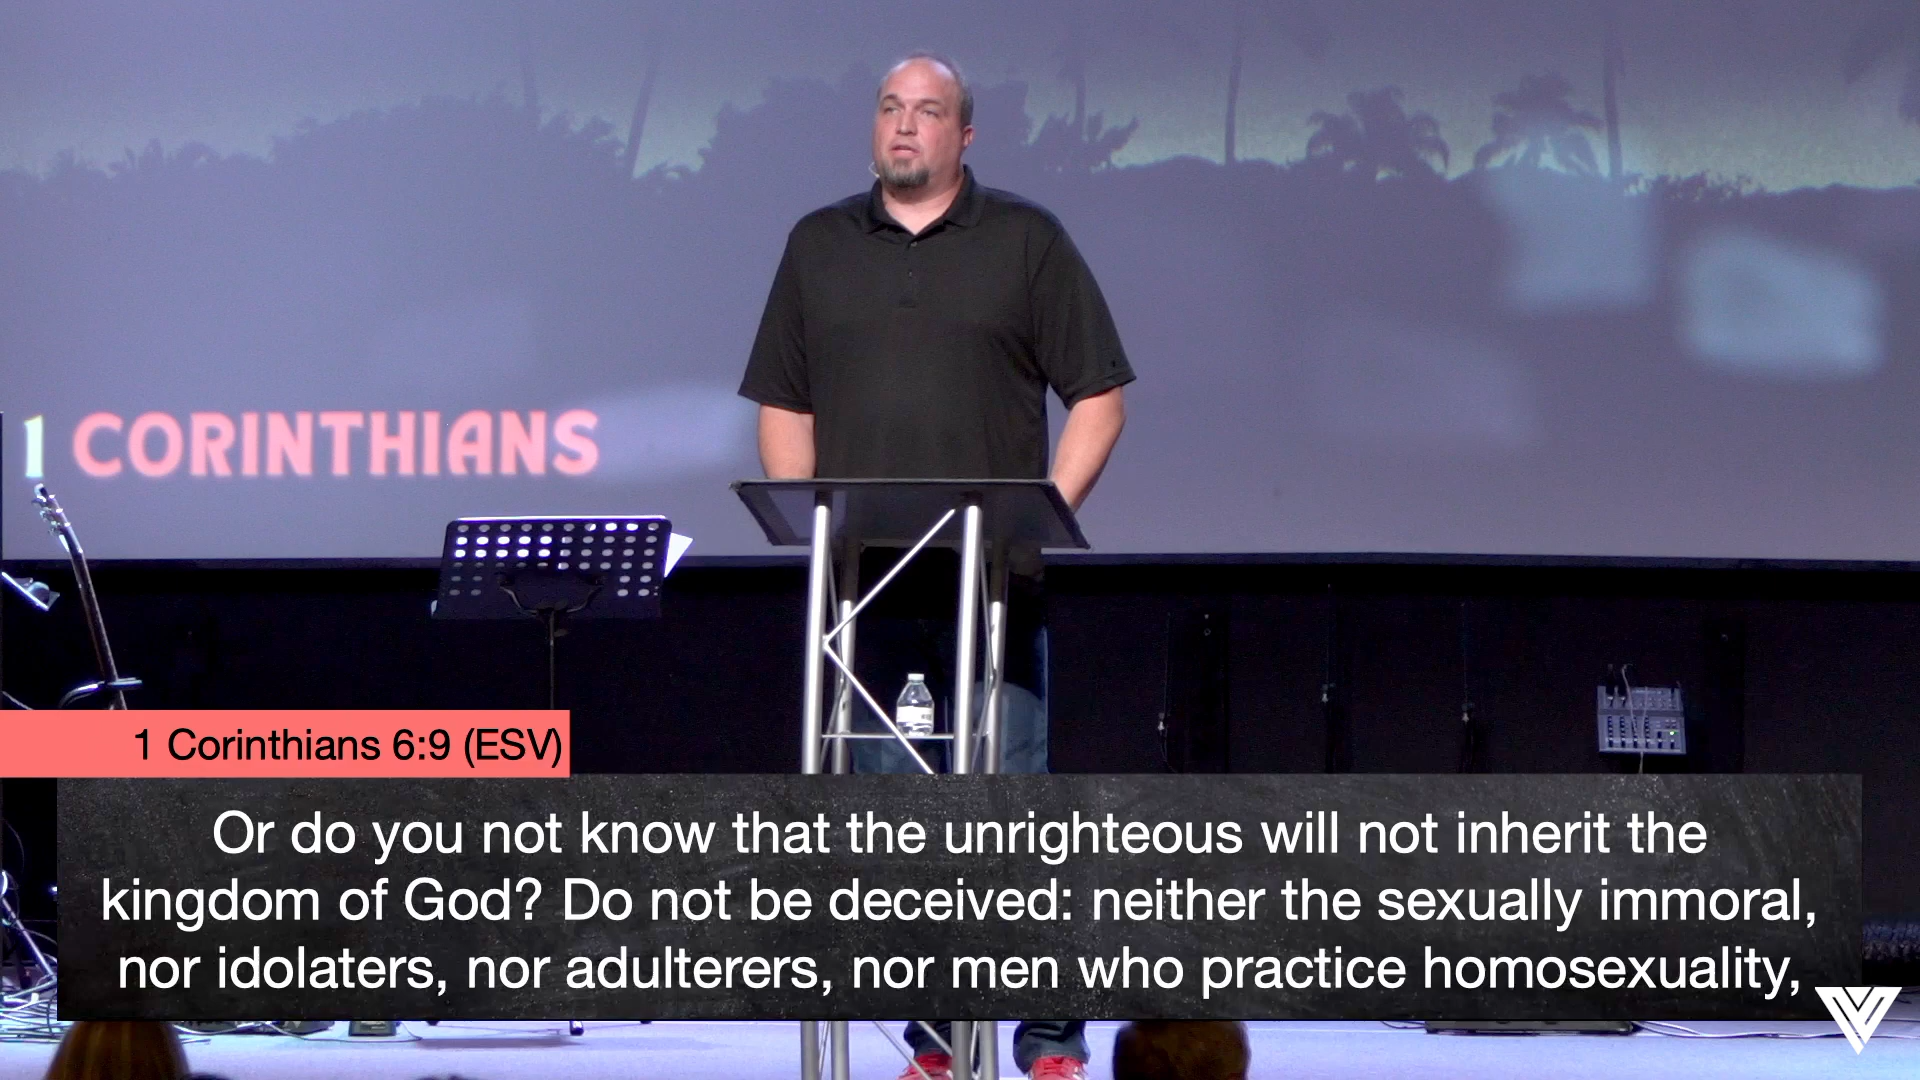 1 CORINTHIANS
1 Corinthians 6:9 (ESV)
Or do you not know that the unrighteous will not inherit the
kingdom of God? Do not be deceived: neither the sexually immoral,
nor idolaters, nor adulterers, nor men who practice homosexuality,